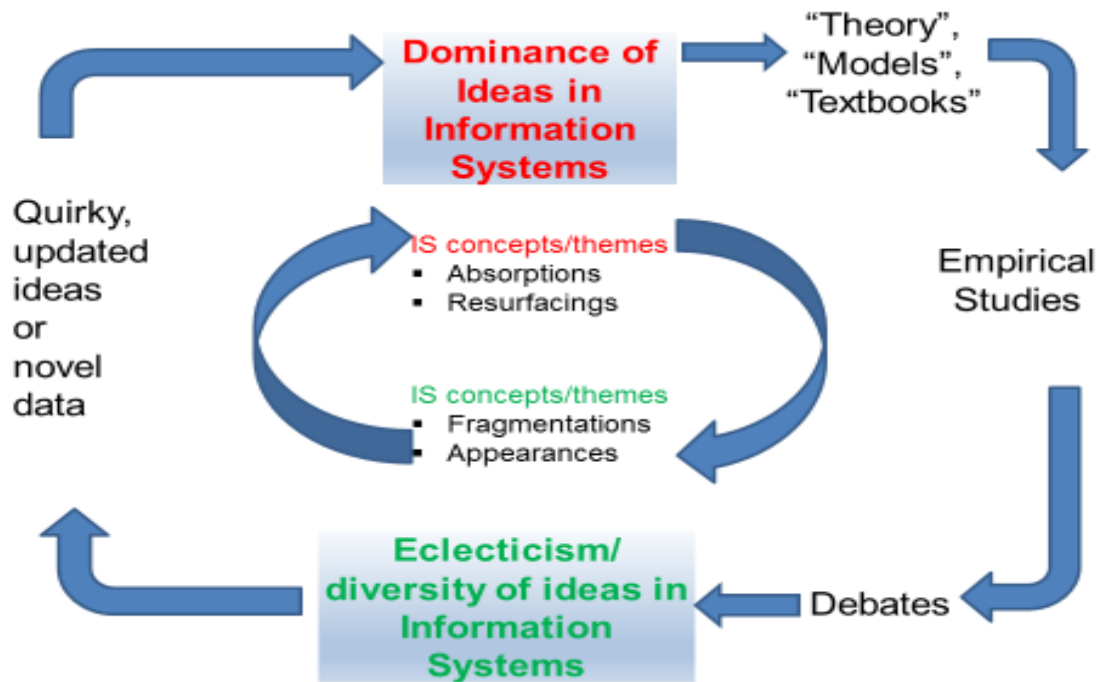 Dominance of
Ideas in
Information
Systems
“Theory”,
“Models”,
“Textbooks”
Quirky,
updated
ideas
or
novel
data
IS concepts/themes
▪ Absorptions
▪ Resurfacings
Empirical
Studies
IS concepts/themes
▪ Fragmentations
▪ Appearances
Eclecticism/
diversity of ideas in
Information
Systems
Debates